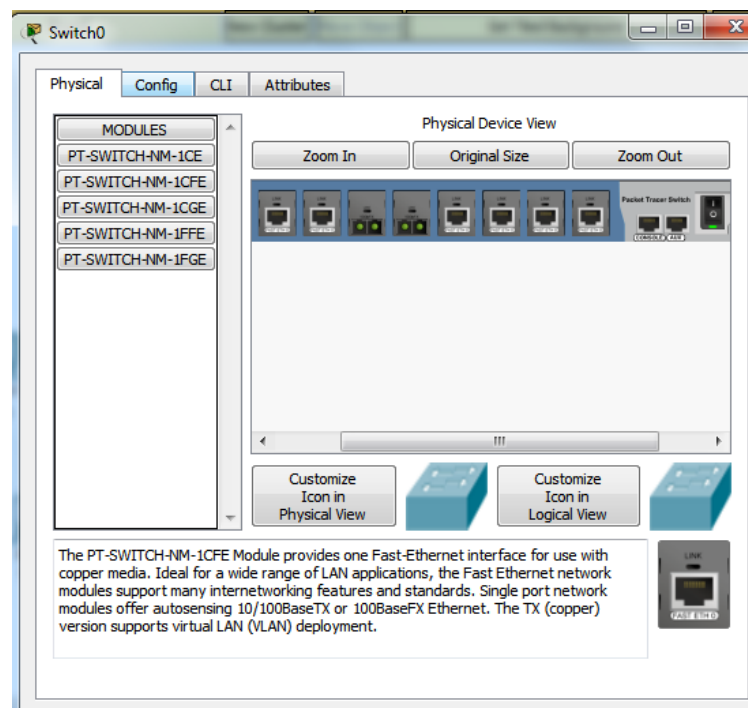 Switch0
Physical Config CLI Attributes
MODULES
PT-SWITCH-NM-1CE
PT-SWITCH-NM-1CFE
PT-SWITCH-NM-1CGE
PT-SWITCH-NM-1FFE
PT-SWITCH-NM-1FGE
Physical Device View
Zoom In Original Size Zoom Out
Packet Tracer Switch
CONSOLE AUX
Customize
Icon in
Physical View
Customize
Icon in
Logical View
The PT-SWITCH-NM-1CFE Module provides one Fast-Ethernet interface for use with
copper media. Ideal for a wide range of LAN applications, the Fast Ethernet network
modules support many internetworking features and standards. Single port network
modules offer autosensing 10/100BaseTX or 100BaseFX Ethernet. The TX (copper)
version supports virtual LAN (VLAN) deployment.
LINK
FAST ETH 0